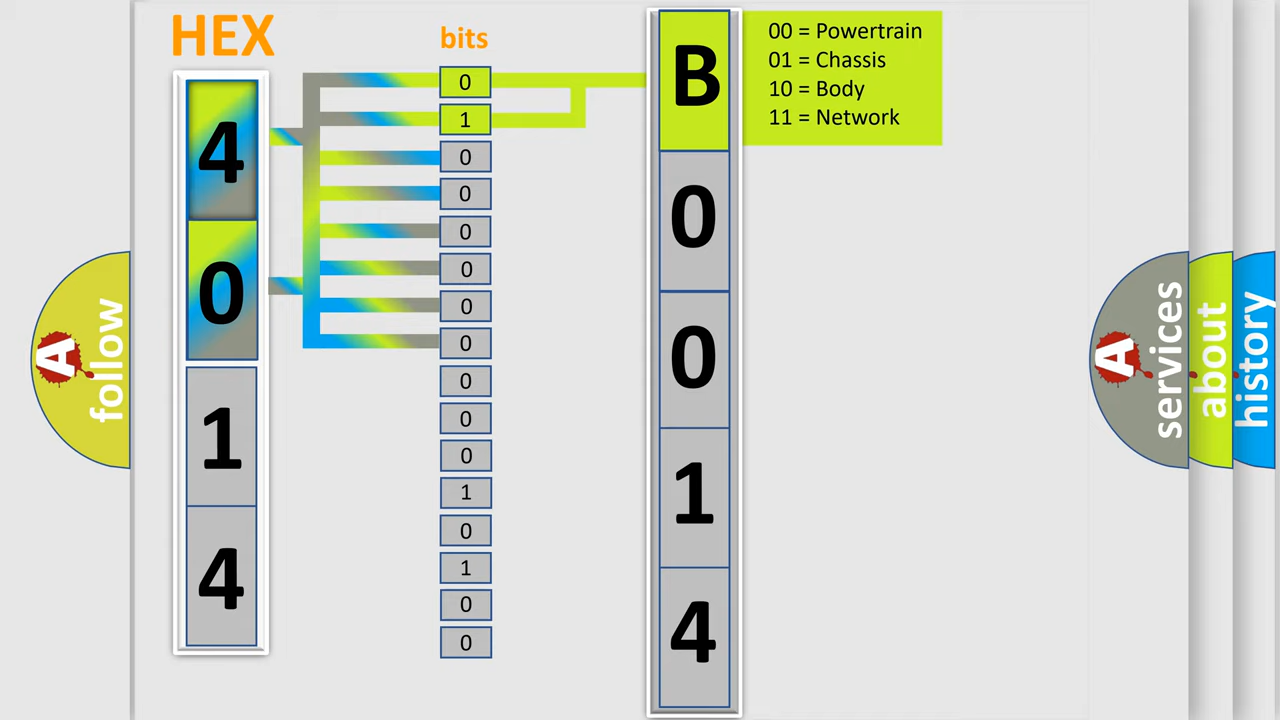 HEX
4
0
1
4
bits
0
1
0
0
0
0
0
0
0
0
0
1
0
1
0
0
B
0
0
1
4
00 = Powertrain
01 = Chassis
10 = Body
11 = Network
A
follow
A
services
about
history